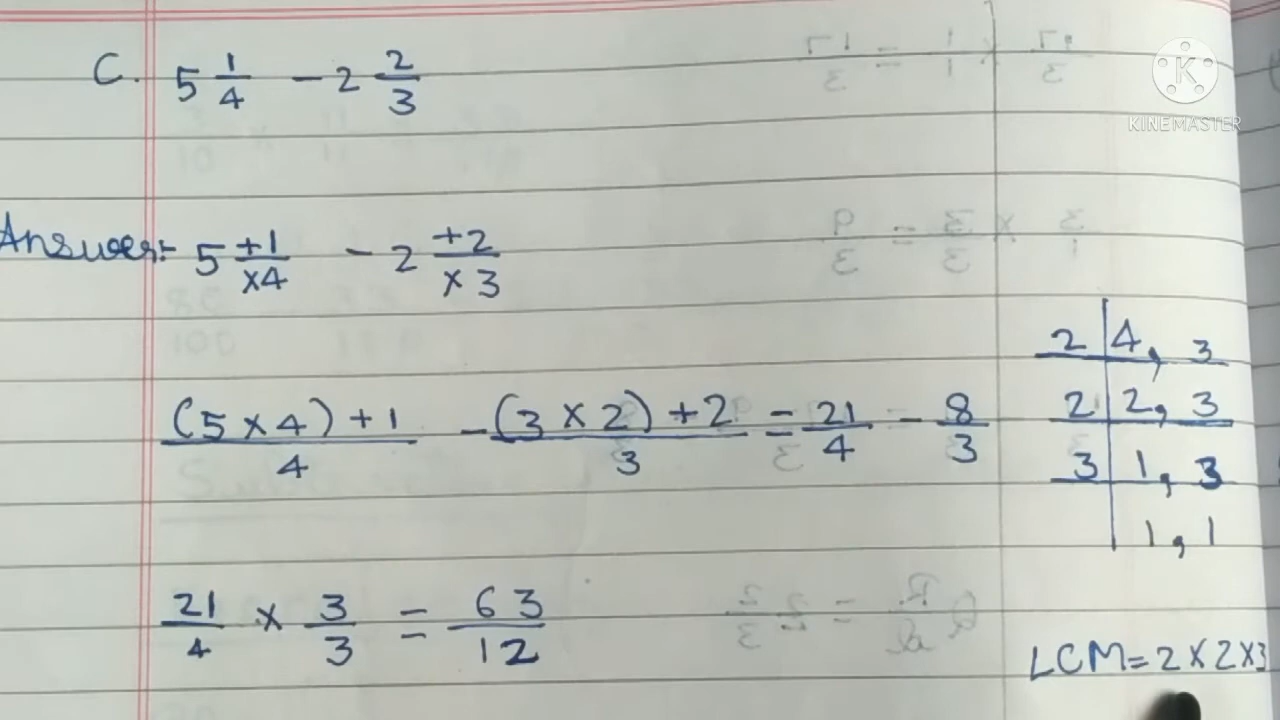 C. 5 1/4 - 2 2/3
KINEMASTER
Answer:- 5 +1/×4 - 2 +2/×3
(5 × 4) + 1/4 - (3 × 2) + 2/3 = 21/4 - 8/3
21/4 × 3/3 = 63/12
2 | 4, 3
2 | 2, 3
3 | 1, 3
1, 1
LCM = 2 × 2 × 3